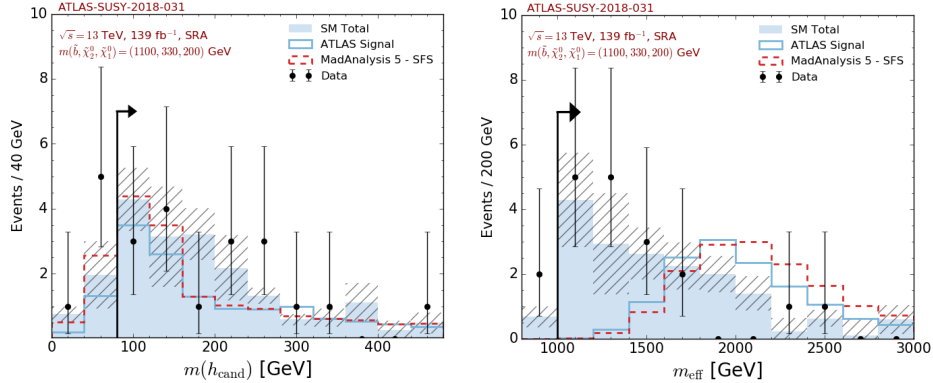 ATLAS-SUSY-2018-031
√s = 13 TeV, 139 fb⁻¹, SRA
m(b̃, χ̃⁰₂, χ̃⁰₁) = (1100, 330, 200) GeV
SM Total
ATLAS Signal
MadAnalysis 5 - SFS
Data
Events / 40 GeV
10
8
6
4
2
0
0 100 200 300 400
m(h_cand) [GeV]
ATLAS-SUSY-2018-031
√s = 13 TeV, 139 fb⁻¹, SRA
m(b̃, χ̃⁰₂, χ̃⁰₁) = (1100, 330, 200) GeV
SM Total
ATLAS Signal
MadAnalysis 5 - SFS
Data
Events / 200 GeV
10
8
6
4
2
0
1000 1500 2000 2500 3000
m_eff [GeV]